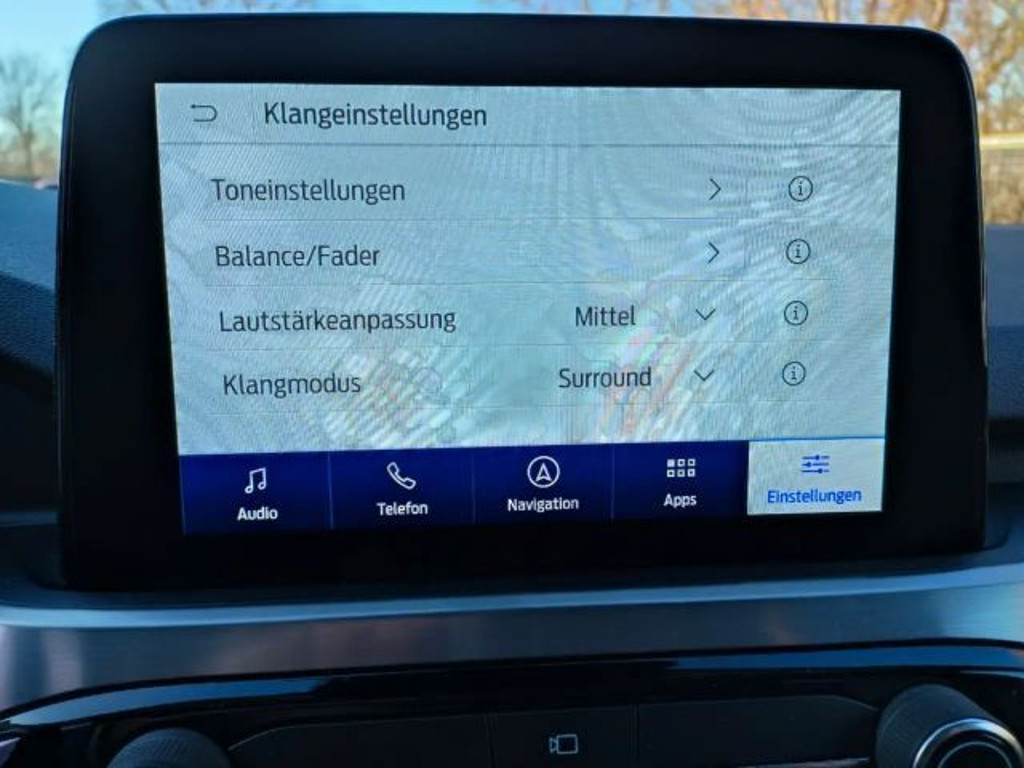 Klangeinstellungen
Toneinstellungen
Balance/Fader
Lautstärkeanpassung Mittel
Klangmodus Surround
Audio Telefon Navigation Apps Einstellungen